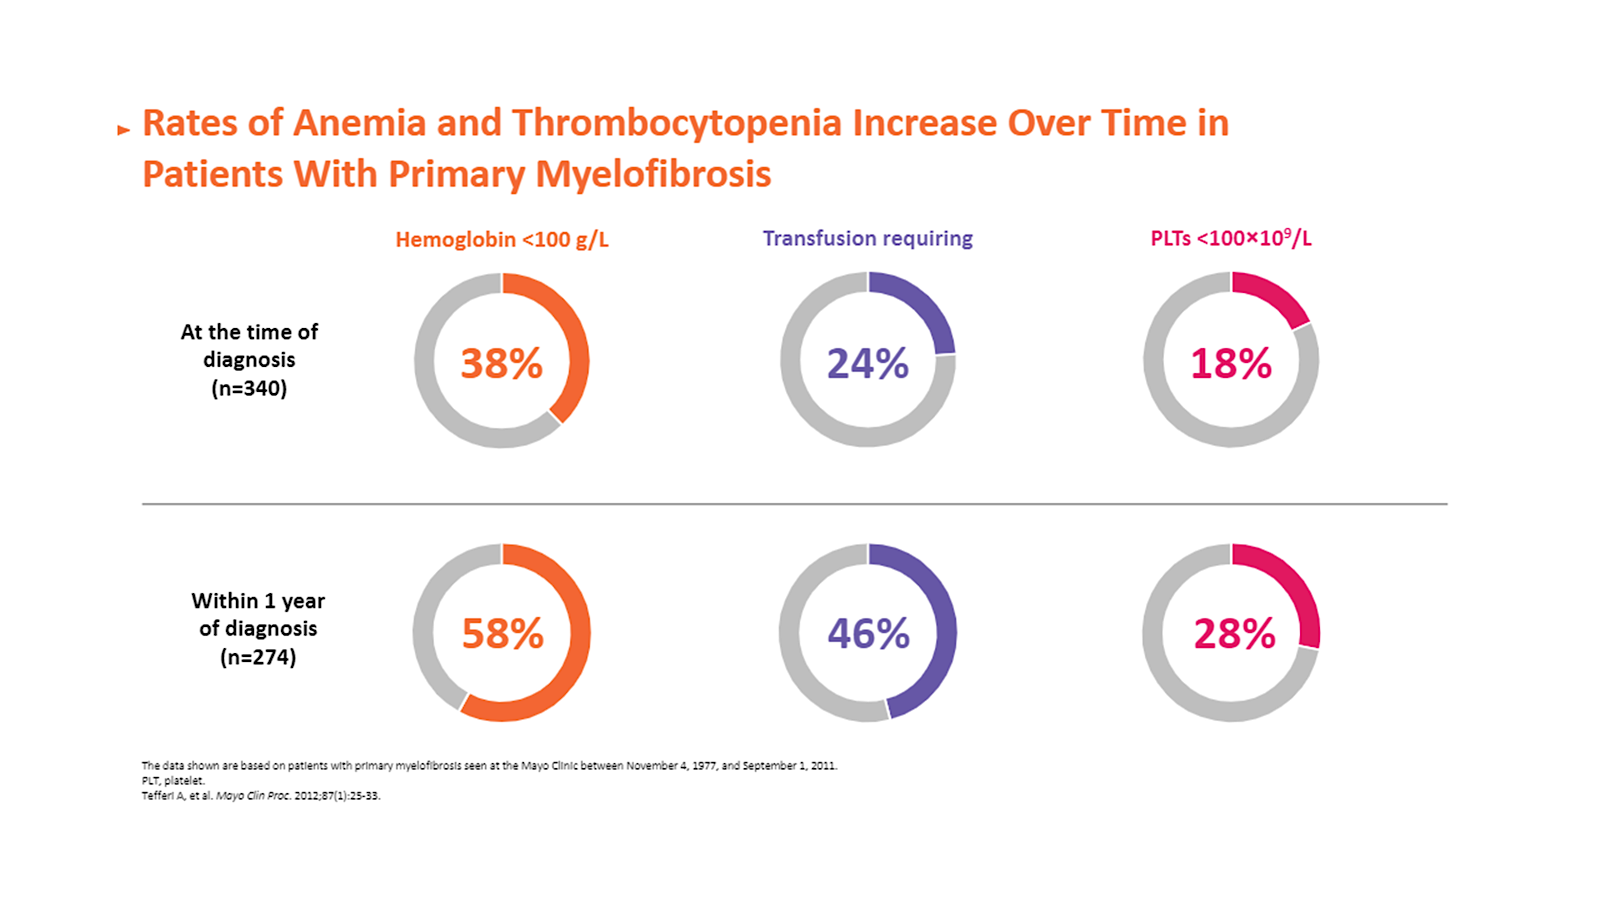 ► Rates of Anemia and Thrombocytopenia Increase Over Time in
Patients With Primary Myelofibrosis
Hemoglobin <100 g/L
Transfusion requiring
PLTs <100×10⁹/L
At the time of
diagnosis
(n=340)
38%
24%
18%
Within 1 year
of diagnosis
(n=274)
58%
46%
28%
The data shown are based on patients with primary myelofibrosis seen at the Mayo Clinic between November 4, 1977, and September 1, 2011.
PLT, platelet.
Tefferi A, et al. Mayo Clin Proc. 2012;87(1):25-33.